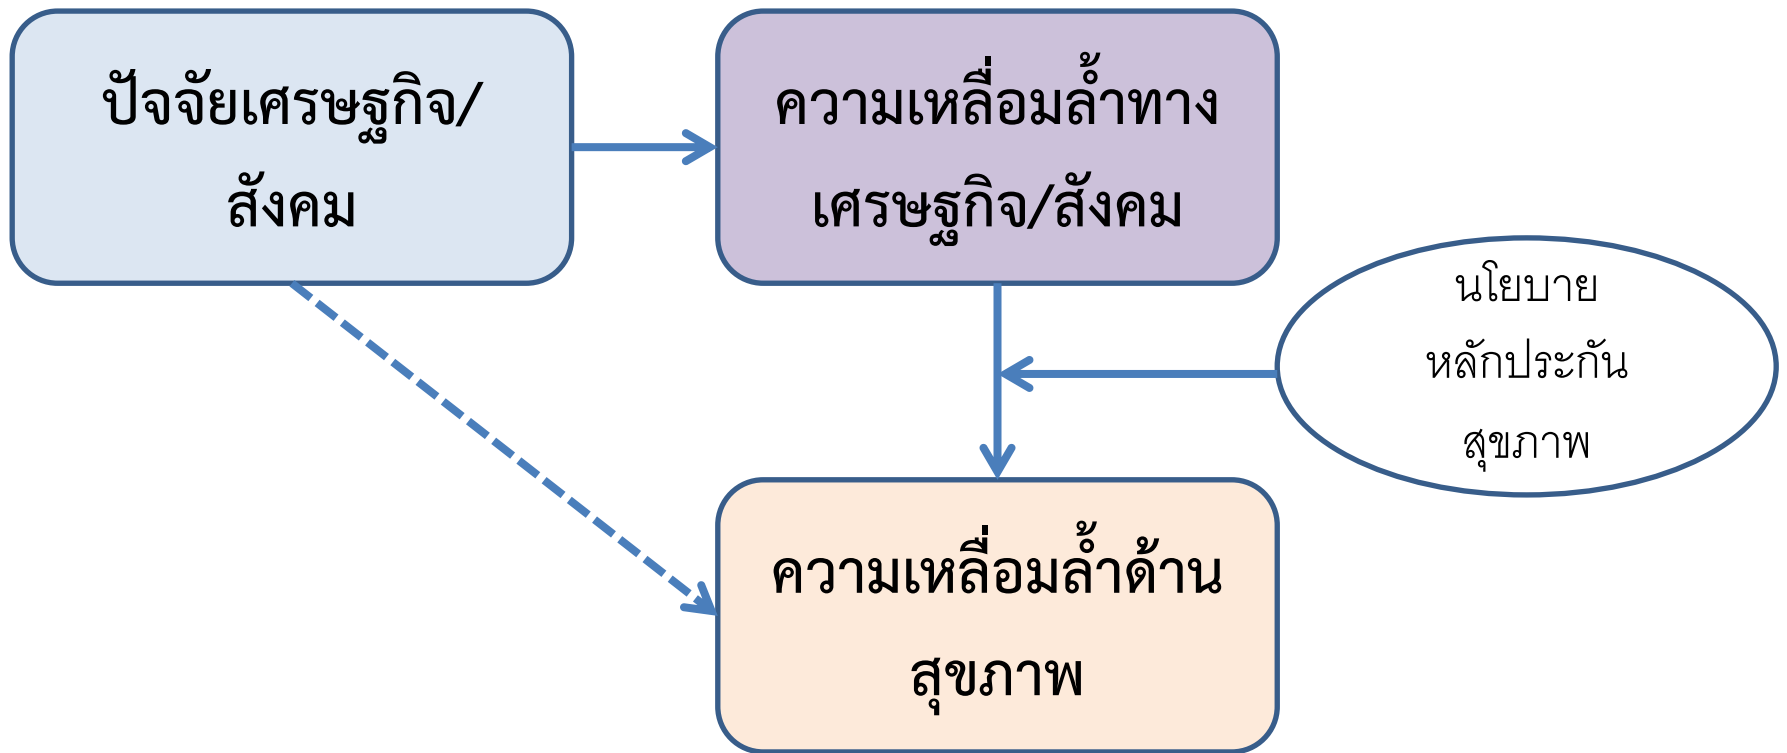 ปัจจัยเศรษฐกิจ/
สังคม
ความเหลื่อมล้ำทาง
เศรษฐกิจ/สังคม
นโยบาย
หลักประกัน
สุขภาพ
ความเหลื่อมล้ำด้าน
สุขภาพ